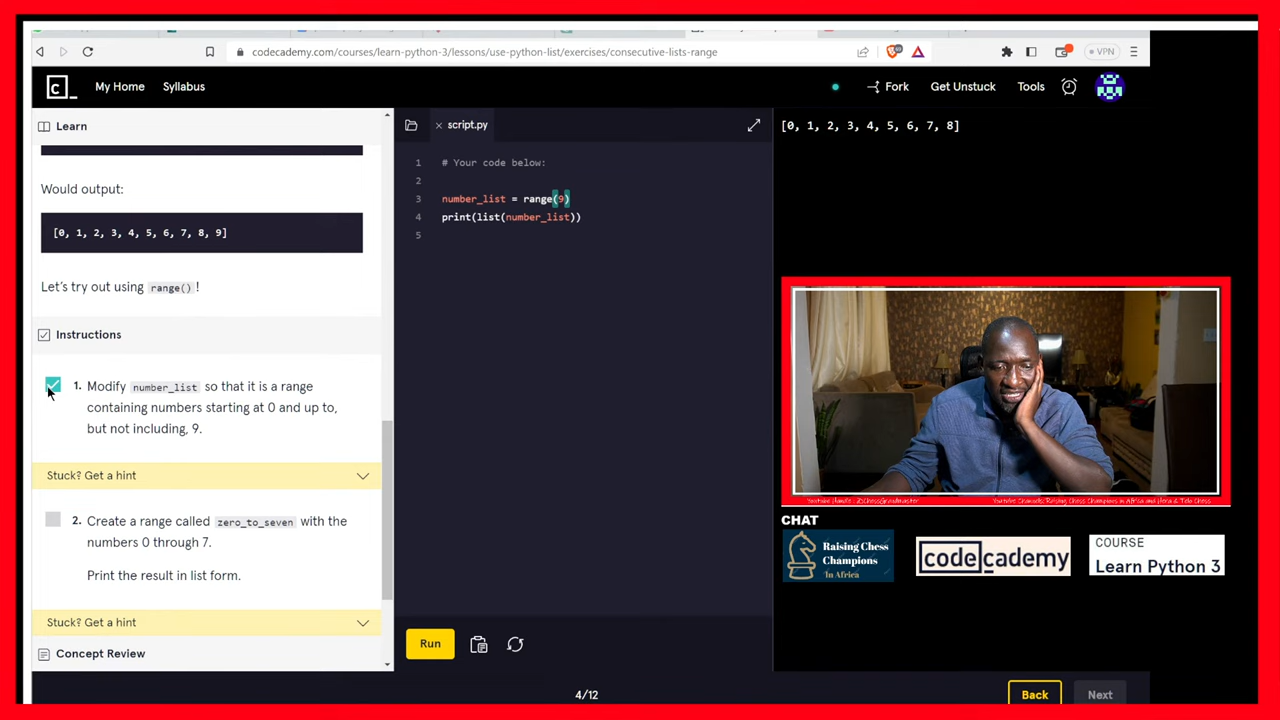 codecademy.com/courses/learn-python-3/lessons/use-python-list/exercises/consecutive-lists-range
VPN
C_
My Home
Syllabus
Fork
Get Unstuck
Tools
Learn
Would output:
[0, 1, 2, 3, 4, 5, 6, 7, 8, 9]
Let's try out using range() !
Instructions
1. Modify number_list so that it is a range
containing numbers starting at 0 and up to,
but not including, 9.
Stuck? Get a hint
2. Create a range called zero_to_seven with the
numbers 0 through 7.
Print the result in list form.
Stuck? Get a hint
Concept Review
script.py
1 # Your code below:
2
3 number_list = range(9)
4 print(list(number_list))
5
Run
4/12
Back
Next
[0, 1, 2, 3, 4, 5, 6, 7, 8]
CHAT
Raising Chess
Champions
In Africa
codecademy
COURSE
Learn Python 3